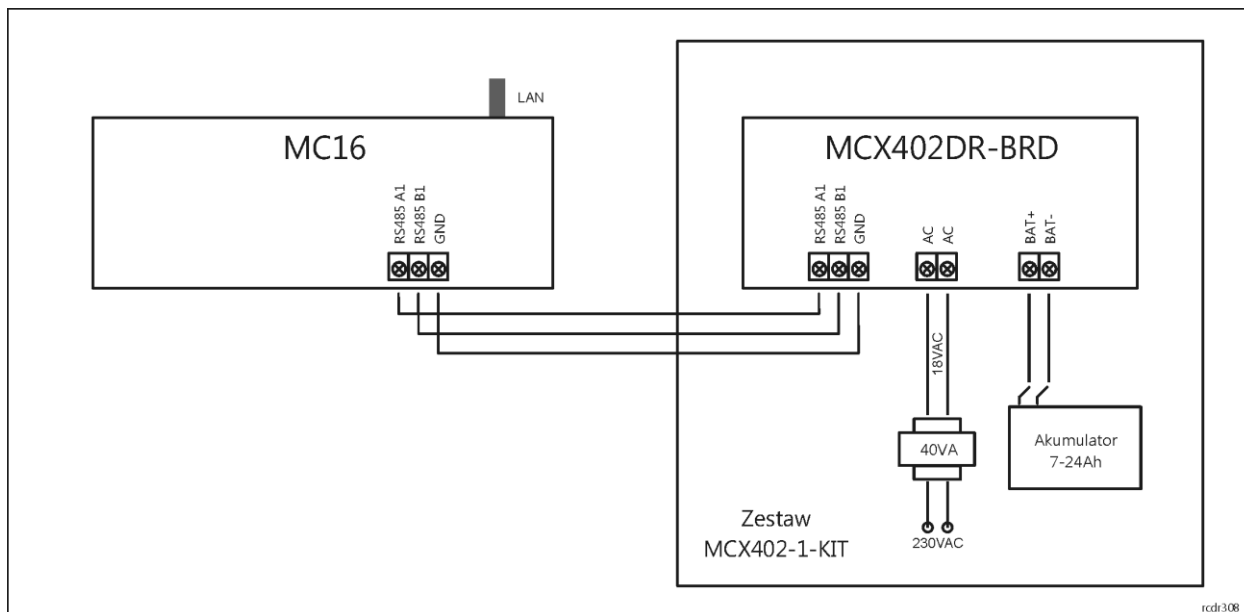 LAN
MC16
RS485 A1
RS485 B1
GND
MCX402DR-BRD
RS485 A1
RS485 B1
GND
AC
AC
BAT+
BAT-
18VAC
40VA
230VAC
Akumulator
7-24Ah
Zestaw
MCX402-1-KIT
rcdr308